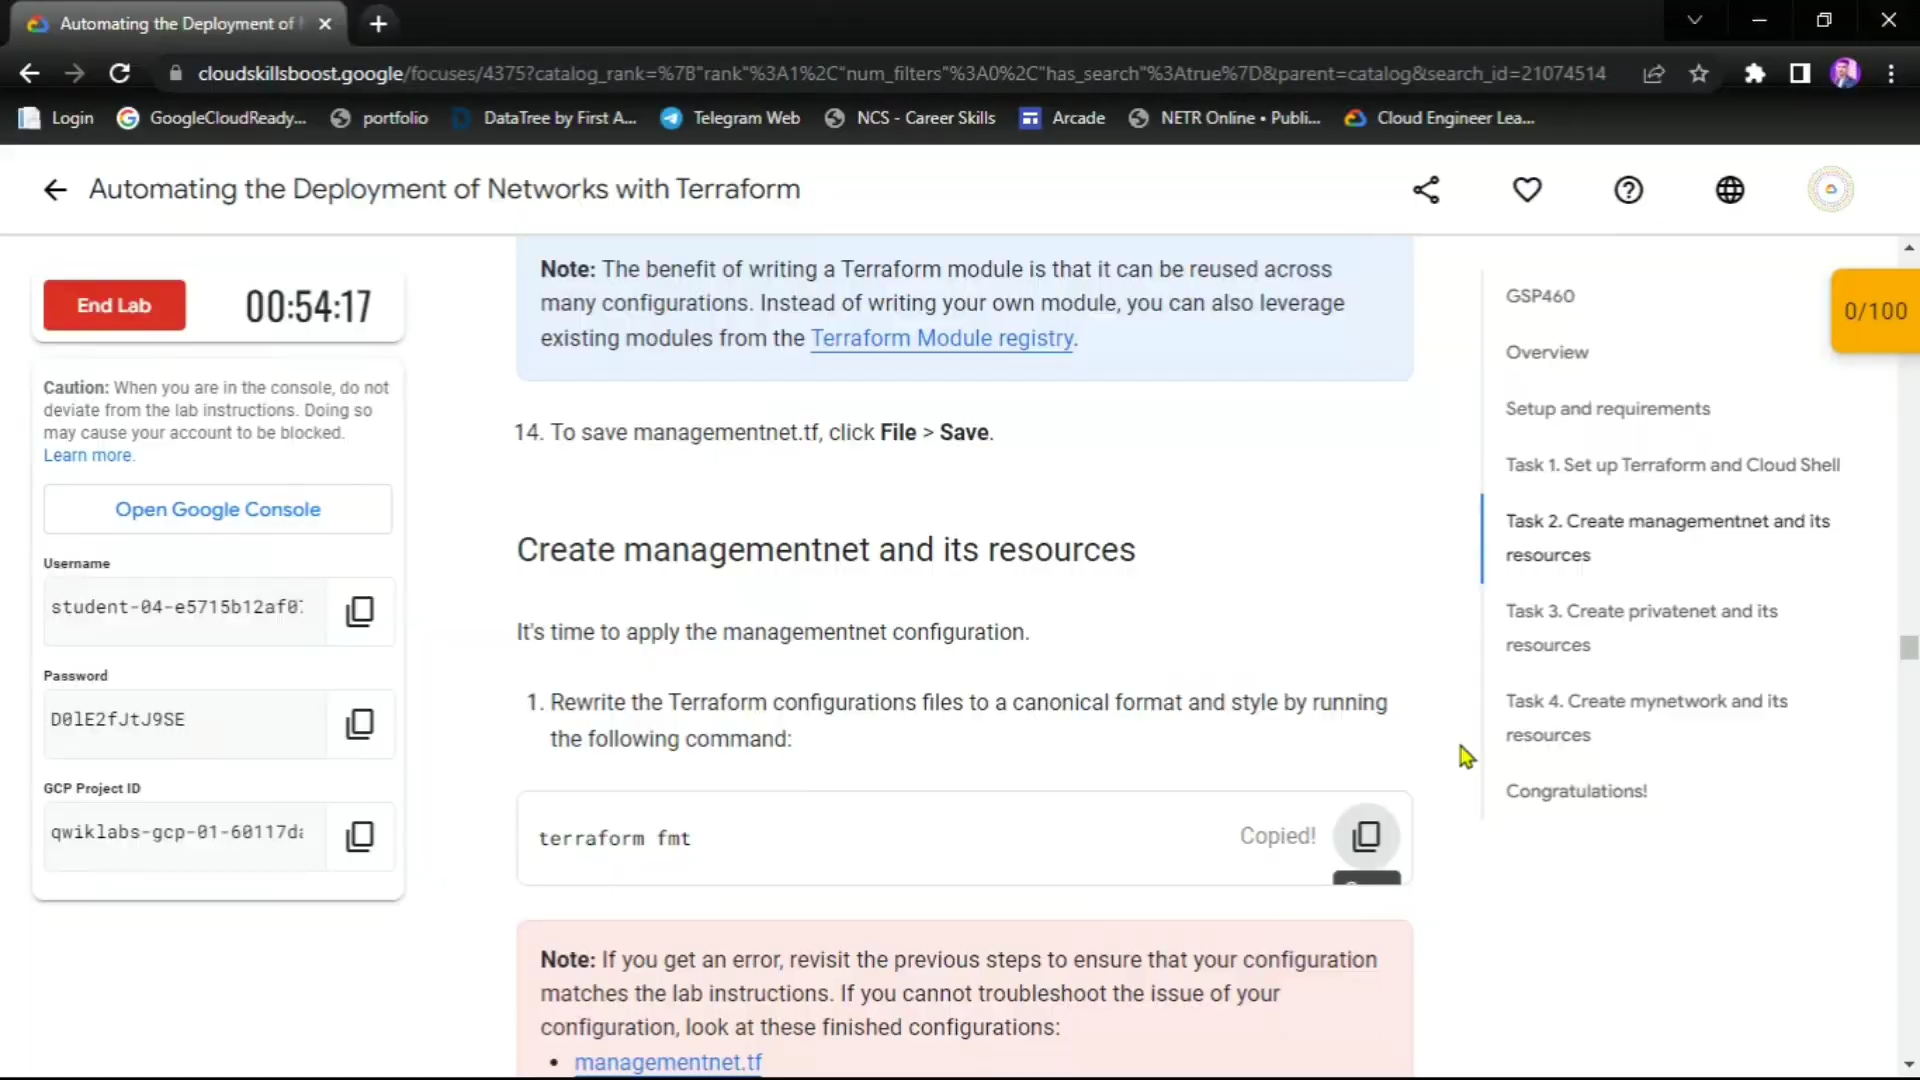 Automating the Deployment of
cloudskillsboost.google/focuses/4375?catalog_rank=%7B"rank"%3A1%2C"num_filters"%3A0%2C"has_search"%3Atrue%7D&parent=catalog&search_id=21074514
Login GoogleCloudReady... portfolio DataTree by First A... Telegram Web NCS - Career Skills Arcade NETR Online • Publi... Cloud Engineer Lea...
Automating the Deployment of Networks with Terraform
End Lab 00:54:17
Caution: When you are in the console, do not
deviate from the lab instructions. Doing so
may cause your account to be blocked.
Learn more.
Open Google Console
Username
student-04-e5715b12af0
Password
D0lE2fJtJ9SE
GCP Project ID
qwiklabs-gcp-01-60117da
Note: The benefit of writing a Terraform module is that it can be reused across
many configurations. Instead of writing your own module, you can also leverage
existing modules from the Terraform Module registry.
14. To save managementnet.tf, click File > Save.
Create managementnet and its resources
It's time to apply the managementnet configuration.
1. Rewrite the Terraform configurations files to a canonical format and style by running
the following command:
terraform fmt Copied!
Note: If you get an error, revisit the previous steps to ensure that your configuration
matches the lab instructions. If you cannot troubleshoot the issue of your
configuration, look at these finished configurations:
• managementnet.tf
GSP460
Overview
Setup and requirements
Task 1. Set up Terraform and Cloud Shell
Task 2. Create managementnet and its
resources
Task 3. Create privatenet and its
resources
Task 4. Create mynetwork and its
resources
Congratulations!
0/100